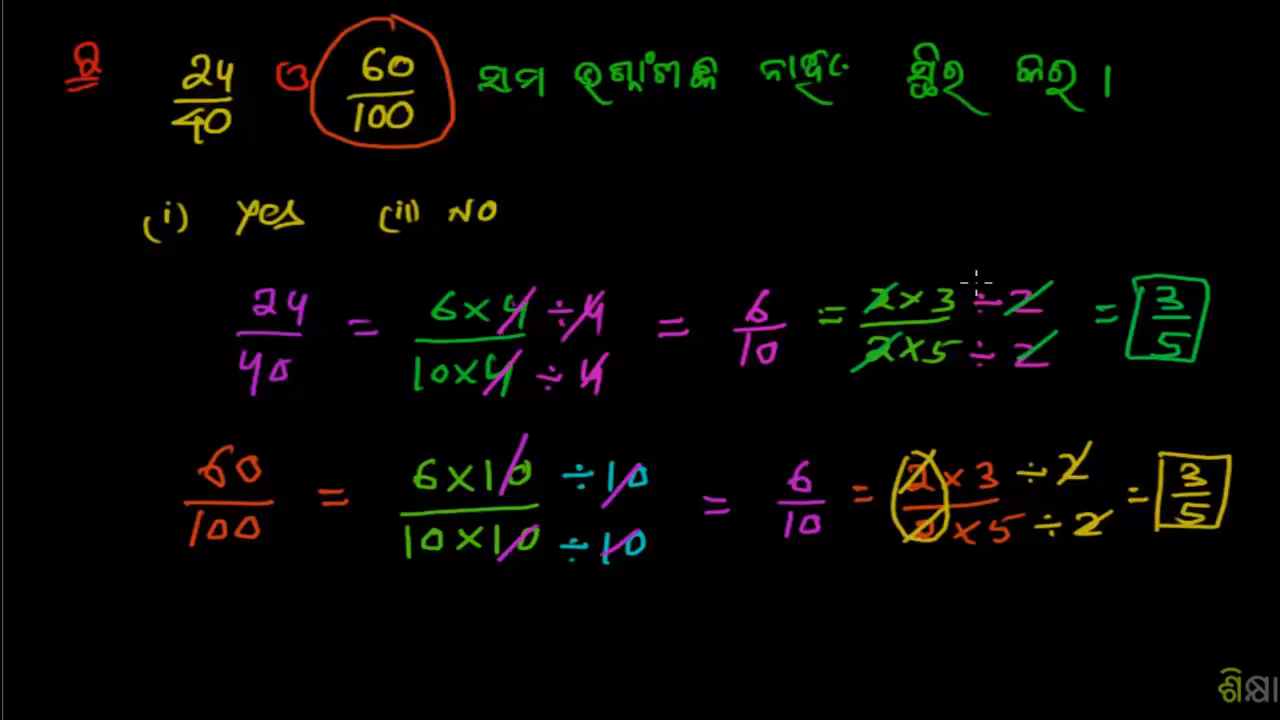 ବୁ 24/40 ଓ 60/100 ସମ ଭଗ୍ନାଂଶ କି ନାହିଁ ସ୍ଥିର କର ।
(i) Yes (ii) NO
24/40 = 6 × 4 ÷ 4 / 10 × 4 ÷ 4 = 6/10 = 2 × 3 ÷ 2 / 2 × 5 ÷ 2 = 3/5
60/100 = 6 × 10 ÷ 10 / 10 × 10 ÷ 10 = 6/10 = 2 × 3 ÷ 2 / 2 × 5 ÷ 2 = 3/5
ଶିକ୍ଷା